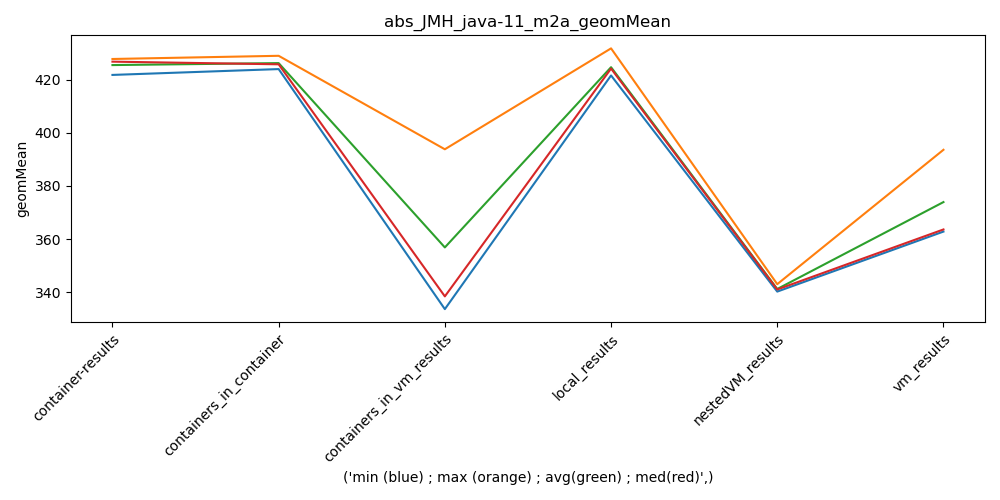 abs_JMH_java-11_m2a_geomMean
geomMean
420
400
380
360
340
container-results
containers_in_container
containers_in_vm_results
local_results
nestedVM_results
vm_results
('min (blue) ; max (orange) ; avg(green) ; med(red)',)